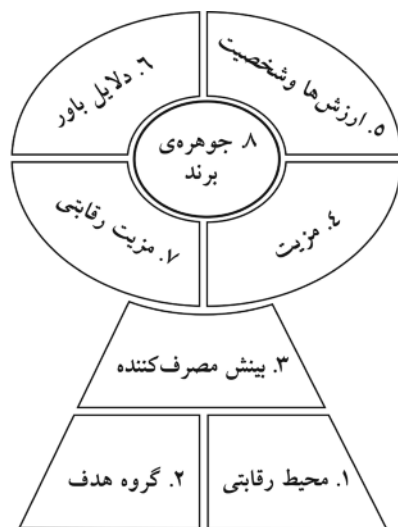 ۵. ارزش‌ها وشخصیت
۶. دلایل باور
۸. جوهره‌ی
برند
۴. مزیت
۷. مزیت رقابتی
۳. بینش مصرف‌کننده
۱. محیط رقابتی
۲. گروه هدف